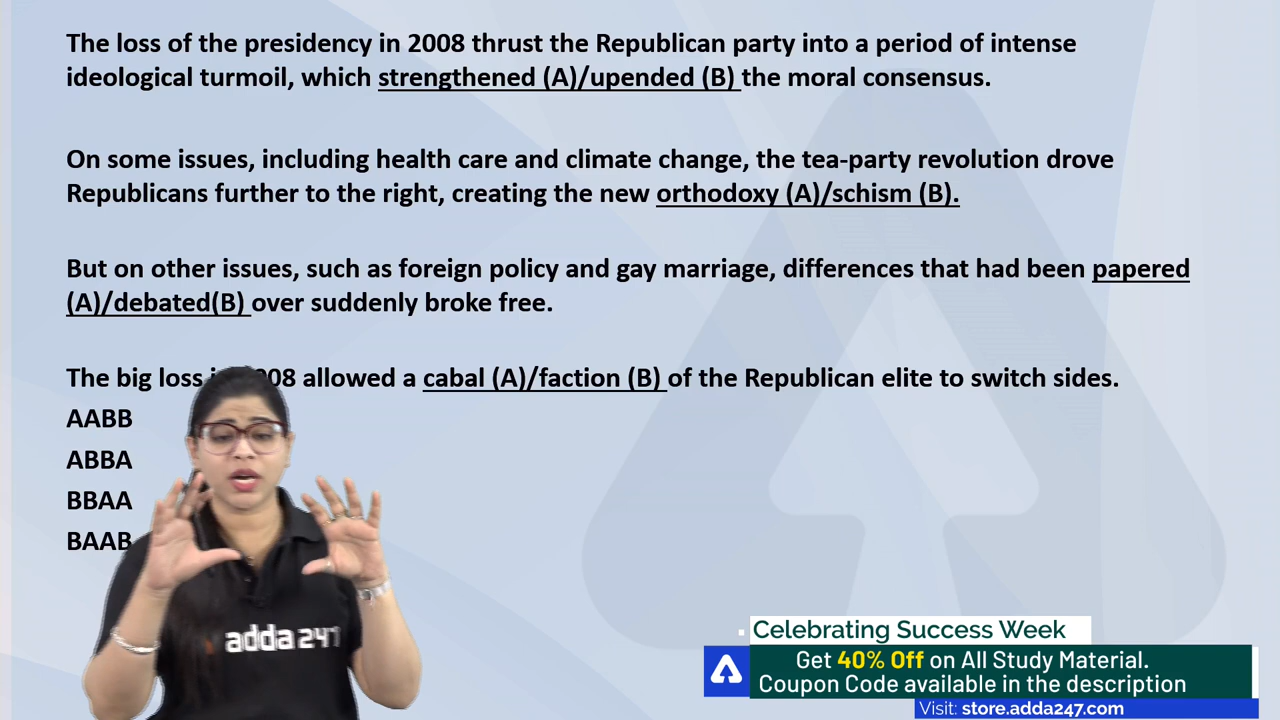 The loss of the presidency in 2008 thrust the Republican party into a period of intense
ideological turmoil, which strengthened (A)/upended (B) the moral consensus.
On some issues, including health care and climate change, the tea-party revolution drove
Republicans further to the right, creating the new orthodoxy (A)/schism (B).
But on other issues, such as foreign policy and gay marriage, differences that had been papered
(A)/debated(B) over suddenly broke free.
The big loss 2008 allowed a cabal (A)/faction (B) of the Republican elite to switch sides.
AABB
ABBA
BBAA
BAAB
adda247
Celebrating Success Week
Get 40% Off on All Study Material.
Coupon Code available in the description
Visit: store.adda247.com